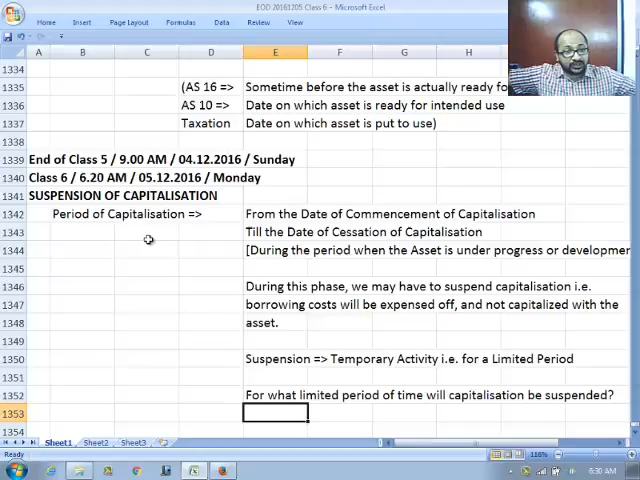 EOD 20161205 Class 6 - Microsoft Excel
Home Insert Page Layout Formulas Data Review View
A B C D E F G H
1334
1335 (AS 16 => Sometime before the asset is actually ready fo
1336 AS 10 => Date on which asset is ready for intended use
1337 Taxation Date on which asset is put to use)
1338
1339 End of Class 5 / 9.00 AM / 04.12.2016 / Sunday
1340 Class 6 / 6.20 AM / 05.12.2016 / Monday
1341 SUSPENSION OF CAPITALISATION
1342 Period of Capitalisation => From the Date of Commencement of Capitalisation
1343 Till the Date of Cessation of Capitalisation
1344 [During the period when the Asset is under progress or developmen
1345
1346 During this phase, we may have to suspend capitalisation i.e.
1347 borrowing costs will be expensed off, and not capitalized with the
1348 asset.
1349
1350 Suspension => Temporary Activity i.e. for a Limited Period
1351
1352 For what limited period of time will capitalisation be suspended?
1353
1354
Sheet1 Sheet2 Sheet3
Ready 116%
6:30 AM